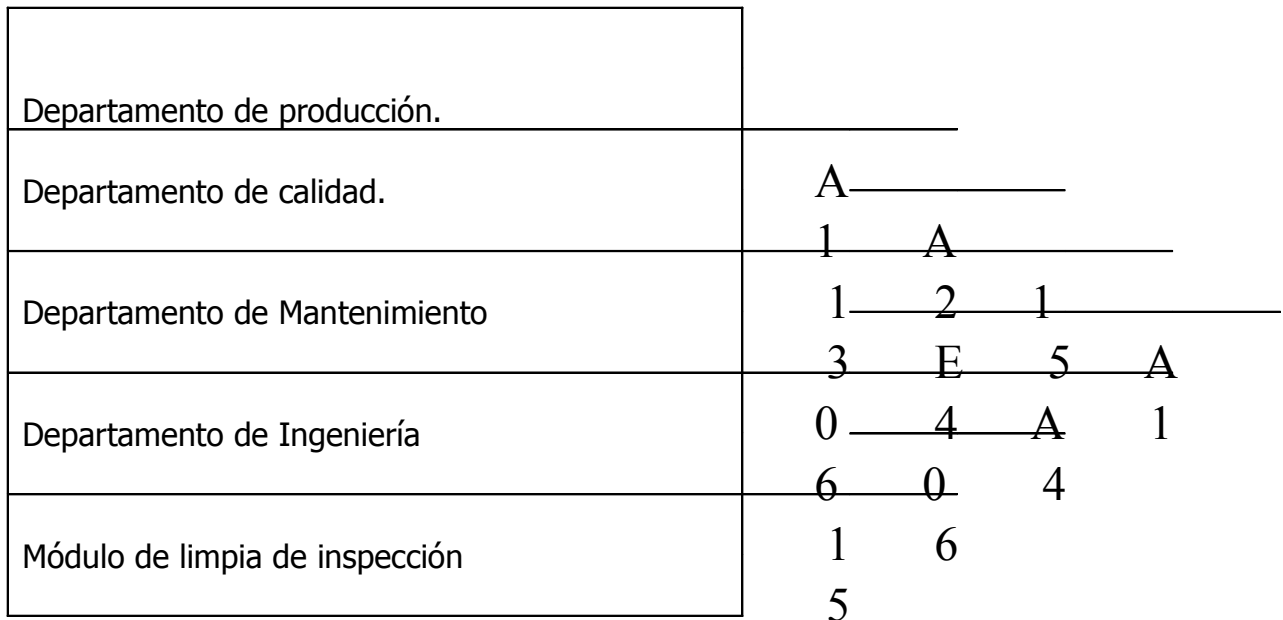 Departamento de producción.
Departamento de calidad. A
1 A
Departamento de Mantenimiento 1 2 1
3 E 5 A
Departamento de Ingeniería 0 4 A 1
6 0 4
Módulo de limpia de inspección 1 6
5